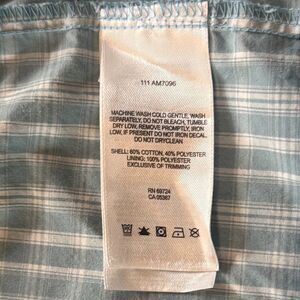 111 AM7096
MACHINE WASH COLD GENTLE, WASH
SEPARATELY, DO NOT BLEACH, TUMBLE
DRY LOW, REMOVE PROMPTLY, IRON
LOW, IF PRESENT DO NOT IRON DECAL.
DO NOT DRYCLEAN
SHELL: 60% COTTON, 40% POLYESTER
LINING: 100% POLYESTER
EXCLUSIVE OF TRIMMING
RN 69724
CA 05367